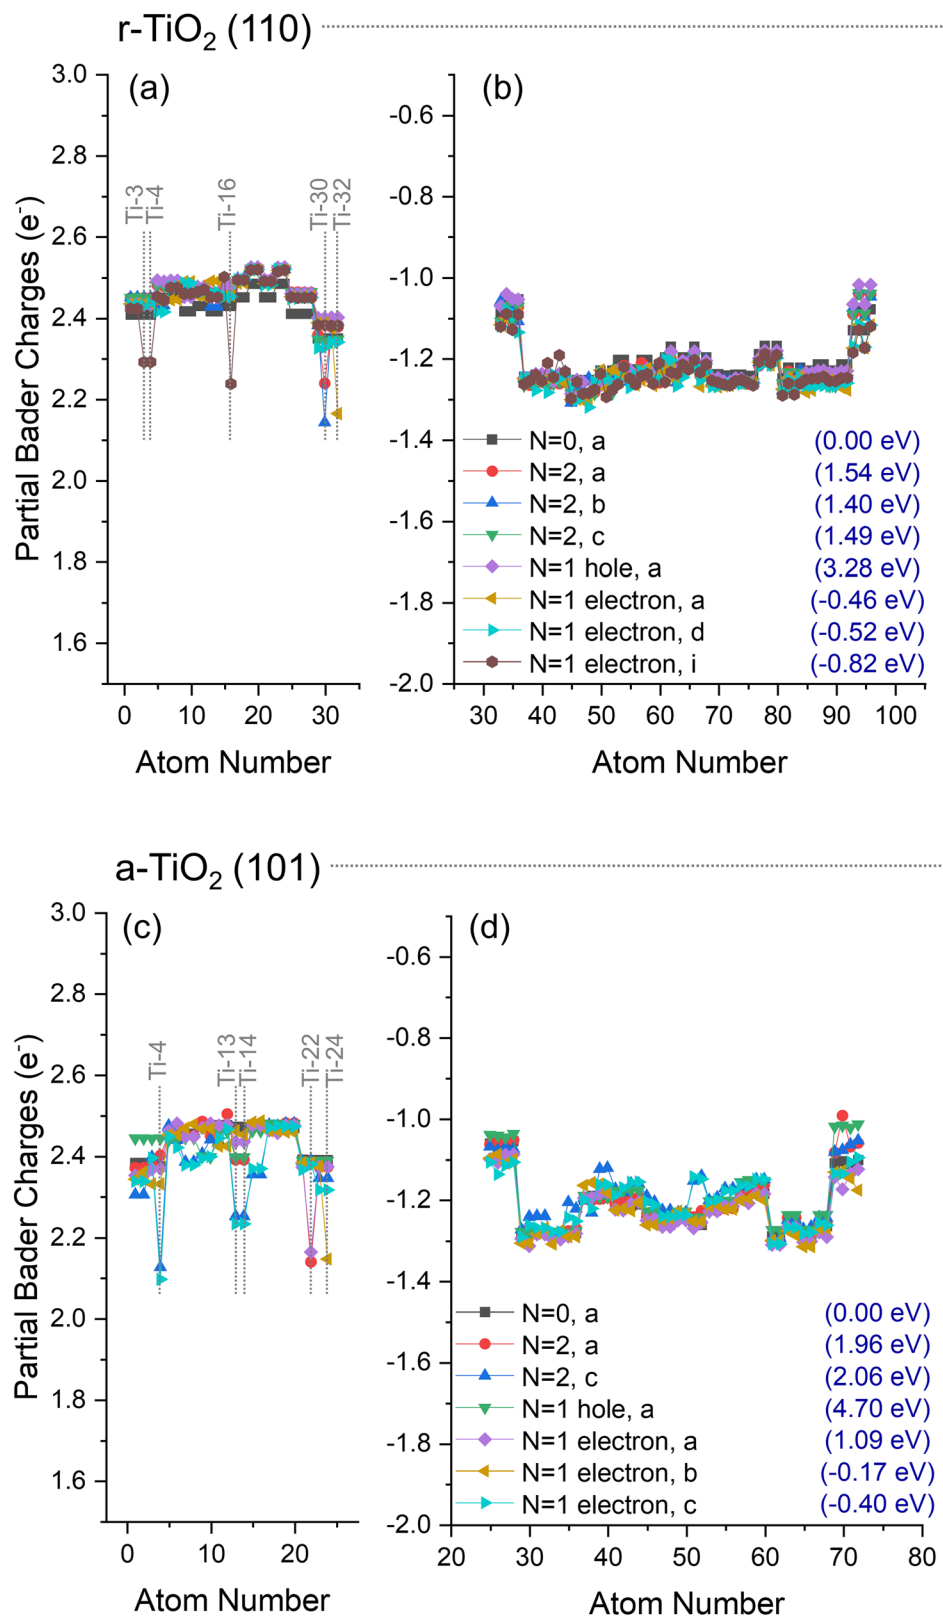 r-TiO₂ (110)
(a)
(b)
3.0
2.8
2.6
2.4
2.2
2.0
1.8
1.6
Partial Bader Charges (e⁻)
Ti-3
Ti-4
Ti-16
Ti-30
Ti-32
0
10
20
30
Atom Number
-0.6
-0.8
-1.0
-1.2
-1.4
-1.6
-1.8
-2.0
N=0, a (0.00 eV)
N=2, a (1.54 eV)
N=2, b (1.40 eV)
N=2, c (1.49 eV)
N=1 hole, a (3.28 eV)
N=1 electron, a (-0.46 eV)
N=1 electron, d (-0.52 eV)
N=1 electron, i (-0.82 eV)
30
40
50
60
70
80
90
100
Atom Number
a-TiO₂ (101)
(c)
(d)
3.0
2.8
2.6
2.4
2.2
2.0
1.8
1.6
Partial Bader Charges (e⁻)
Ti-4
Ti-13
Ti-14
Ti-22
Ti-24
0
10
20
Atom Number
-0.6
-0.8
-1.0
-1.2
-1.4
-1.6
-1.8
-2.0
N=0, a (0.00 eV)
N=2, a (1.96 eV)
N=2, c (2.06 eV)
N=1 hole, a (4.70 eV)
N=1 electron, a (1.09 eV)
N=1 electron, b (-0.17 eV)
N=1 electron, c (-0.40 eV)
20
30
40
50
60
70
80
Atom Number